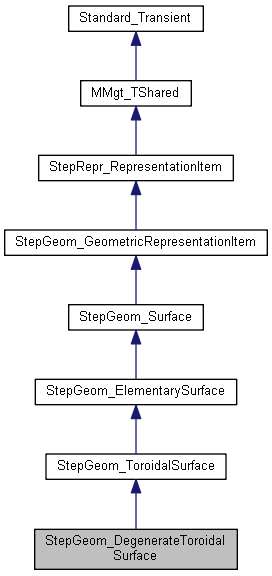 Standard_Transient
MMgt_TShared
StepRepr_RepresentationItem
StepGeom_GeometricRepresentationItem
StepGeom_Surface
StepGeom_ElementarySurface
StepGeom_ToroidalSurface
StepGeom_DegenerateToroidal
Surface